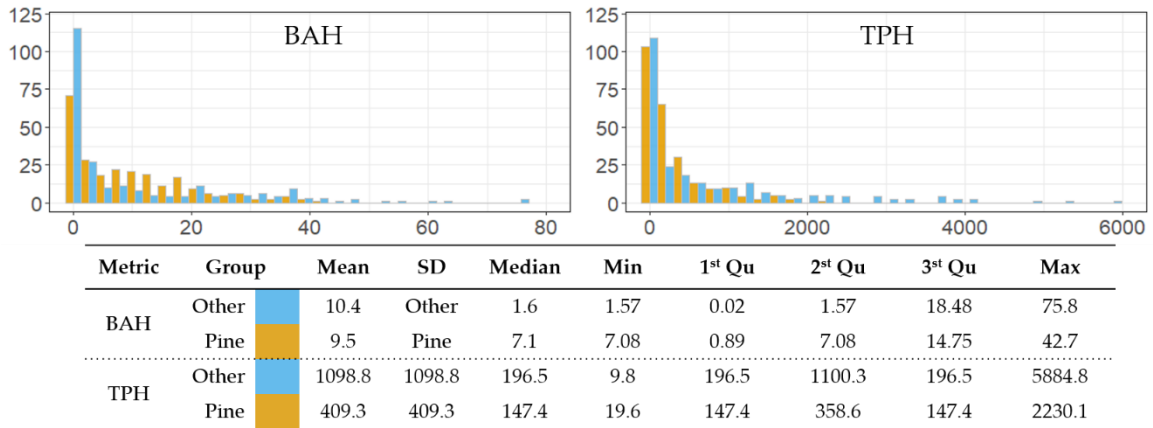 BAH
125
100
75
50
25
0
0 20 40 60 80
TPH
125
100
75
50
25
0
0 2000 4000 6000
Metric Group Mean SD Median Min 1st Qu 2st Qu 3st Qu Max
BAH
Other 10.4 Other 1.6 1.57 0.02 1.57 18.48 75.8
Pine 9.5 Pine 7.1 7.08 0.89 7.08 14.75 42.7
TPH
Other 1098.8 1098.8 196.5 9.8 196.5 1100.3 196.5 5884.8
Pine 409.3 409.3 147.4 19.6 147.4 358.6 147.4 2230.1